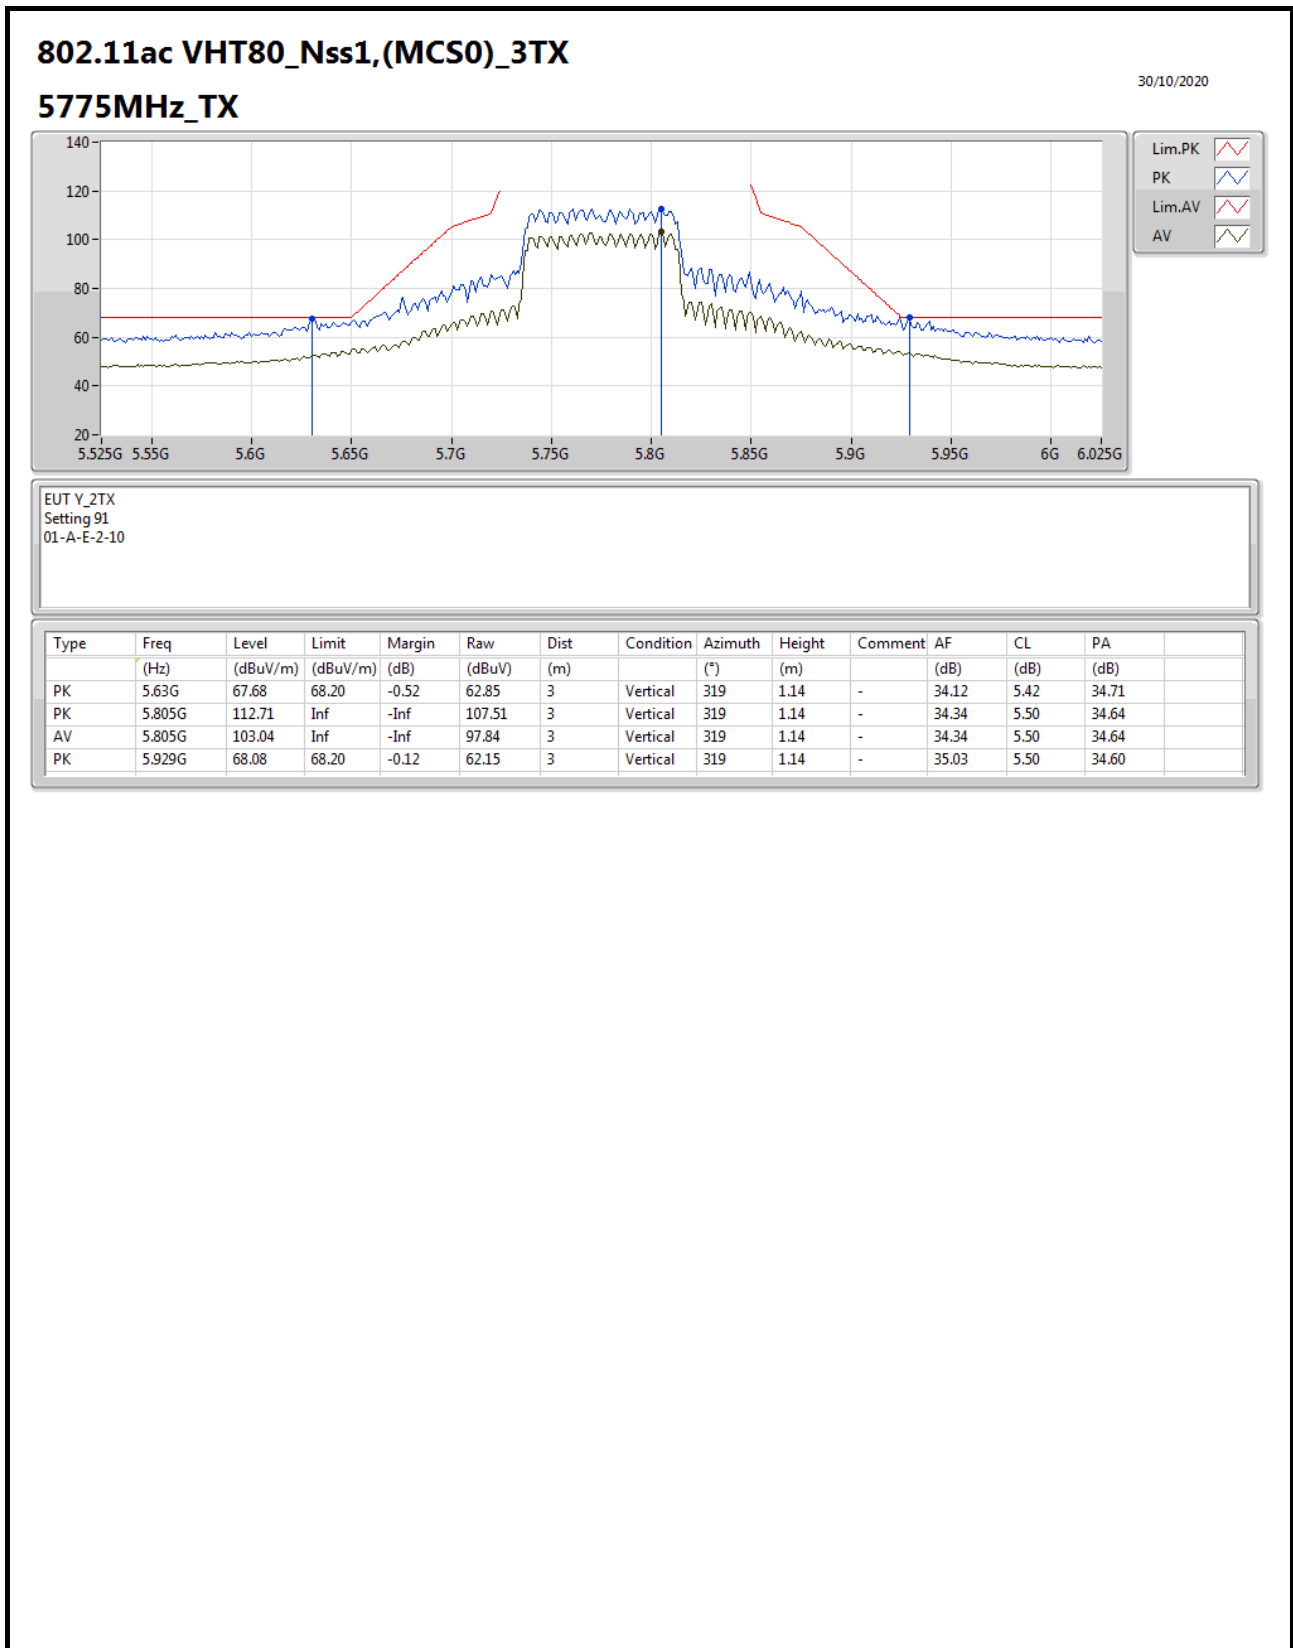 802.11ac VHT80_Nss1,(MCS0)_3TX
30/10/2020
5775MHz_TX
140
120
100
80
60
40
20
5.525G 5.55G 5.6G 5.65G 5.7G 5.75G 5.8G 5.85G 5.9G 5.95G 6G 6.025G
Lim.PK
PK
Lim.AV
AV
EUT Y_2TX
Setting 91
01-A-E-2-10
Type Freq Level Limit Margin Raw Dist Condition Azimuth Height Comment AF CL PA
(Hz) (dBuV/m) (dBuV/m) (dB) (dBuV) (m) (°) (m) (dB) (dB) (dB)
PK 5.63G 67.68 68.20 -0.52 62.85 3 Vertical 319 1.14 - 34.12 5.42 34.71
PK 5.805G 112.71 Inf -Inf 107.51 3 Vertical 319 1.14 - 34.34 5.50 34.64
AV 5.805G 103.04 Inf -Inf 97.84 3 Vertical 319 1.14 - 34.34 5.50 34.64
PK 5.929G 68.08 68.20 -0.12 62.15 3 Vertical 319 1.14 - 35.03 5.50 34.60